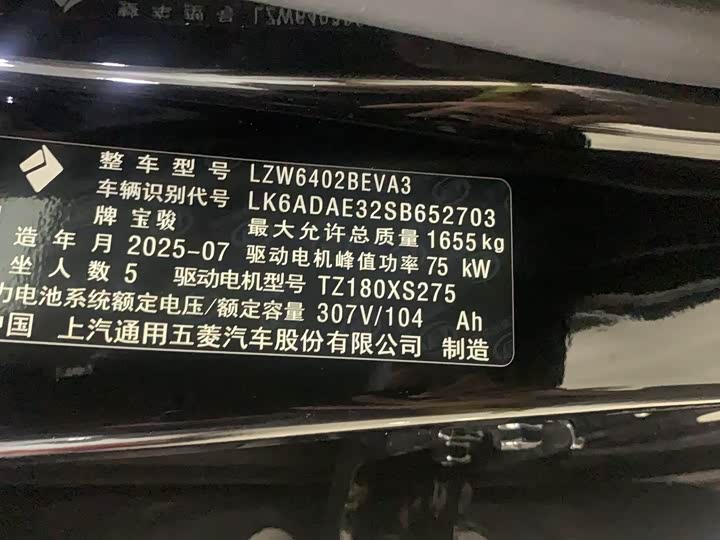 整车型号 LZW6402BEVA3
车辆识别代号 LK6ADAE32SB652703
牌 宝骏 最大允许总质量 1655kg
造年月 2025-07 驱动电机峰值功率 75 kW
坐人数 5 驱动电机型号 TZ180XS275
力电池系统额定电压/额定容量 307V/104 Ah
中国 上汽通用五菱汽车股份有限公司 制造